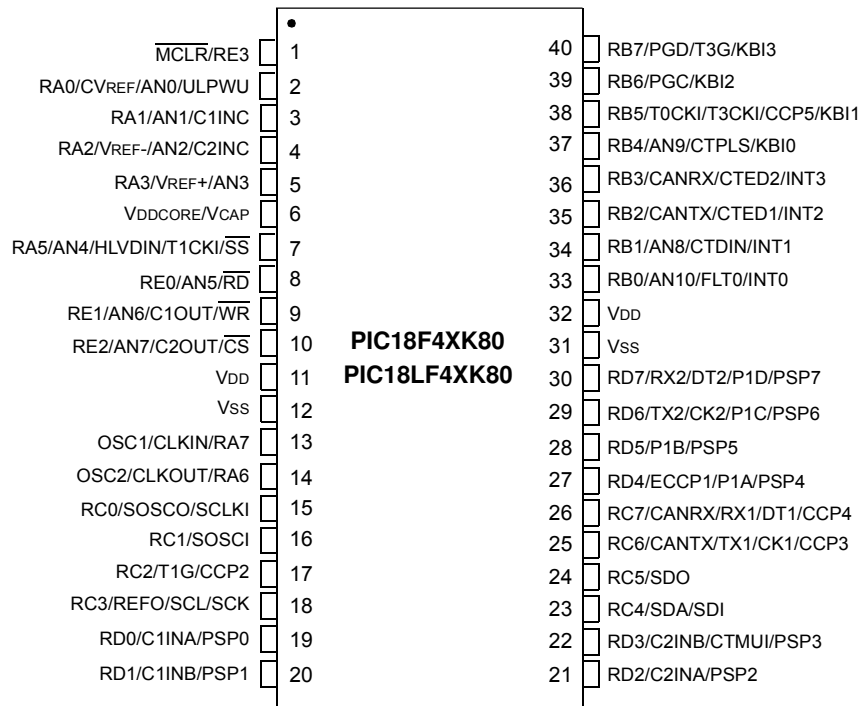 M̅C̅L̅R̅/RE3 1
RA0/CVREF/AN0/ULPWU 2
RA1/AN1/C1INC 3
RA2/VREF-/AN2/C2INC 4
RA3/VREF+/AN3 5
VDDCORE/VCAP 6
RA5/AN4/HLVDIN/T1CKI/S̅S̅ 7
RE0/AN5/R̅D̅ 8
RE1/AN6/C1OUT/W̅R̅ 9
RE2/AN7/C2OUT/C̅S̅ 10
VDD 11
VSS 12
OSC1/CLKIN/RA7 13
OSC2/CLKOUT/RA6 14
RC0/SOSCO/SCLKI 15
RC1/SOSCI 16
RC2/T1G/CCP2 17
RC3/REFO/SCL/SCK 18
RD0/C1INA/PSP0 19
RD1/C1INB/PSP1 20
PIC18F4XK80
PIC18LF4XK80
40 RB7/PGD/T3G/KBI3
39 RB6/PGC/KBI2
38 RB5/T0CKI/T3CKI/CCP5/KBI1
37 RB4/AN9/CTPLS/KBI0
36 RB3/CANRX/CTED2/INT3
35 RB2/CANTX/CTED1/INT2
34 RB1/AN8/CTDIN/INT1
33 RB0/AN10/FLT0/INT0
32 VDD
31 VSS
30 RD7/RX2/DT2/P1D/PSP7
29 RD6/TX2/CK2/P1C/PSP6
28 RD5/P1B/PSP5
27 RD4/ECCP1/P1A/PSP4
26 RC7/CANRX/RX1/DT1/CCP4
25 RC6/CANTX/TX1/CK1/CCP3
24 RC5/SDO
23 RC4/SDA/SDI
22 RD3/C2INB/CTMUI/PSP3
21 RD2/C2INA/PSP2